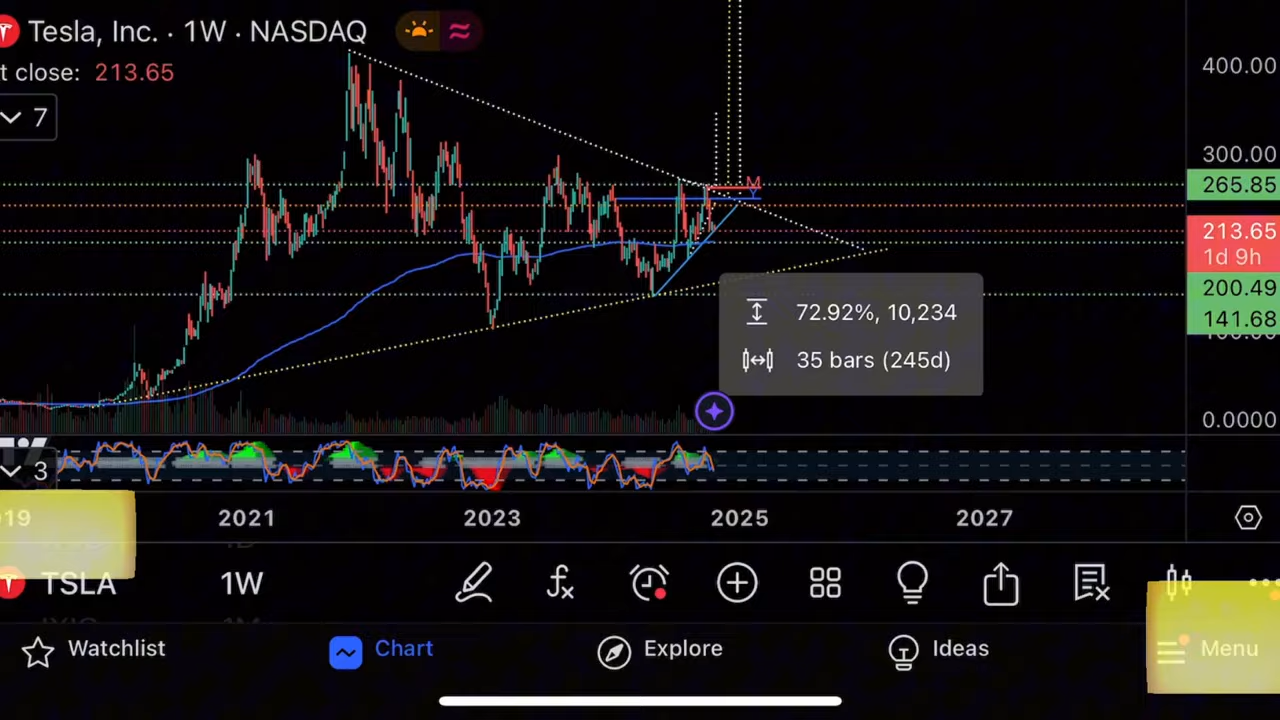 Tesla, Inc. · 1W · NASDAQ
t close: 213.65
7
400.00
300.00
265.85
213.65
1d 9h
200.49
141.68
0.0000
M
Y
72.92%, 10,234
35 bars (245d)
3
19 2021 2023 2025 2027
TSLA 1W
Watchlist Chart Explore Ideas Menu